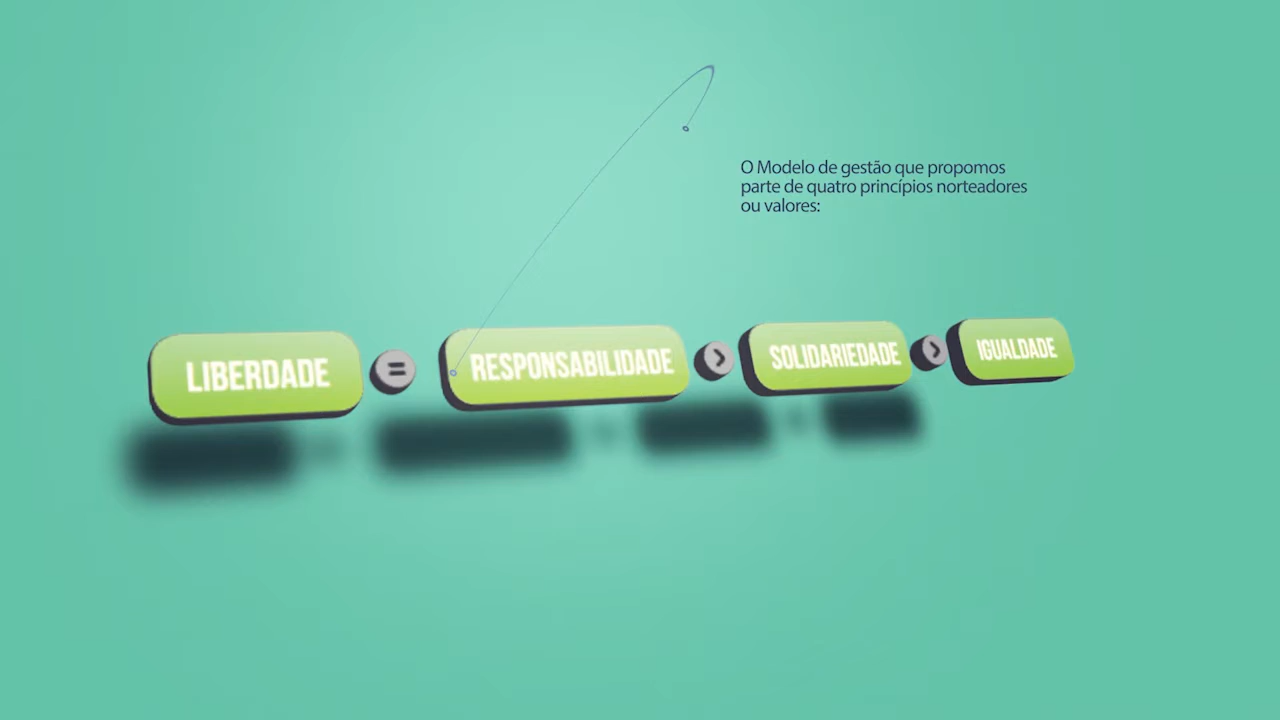 O Modelo de gestão que propomos
parte de quatro princípios norteadores
ou valores:
LIBERDADE = RESPONSABILIDADE > SOLIDARIEDADE > IGUALDADE